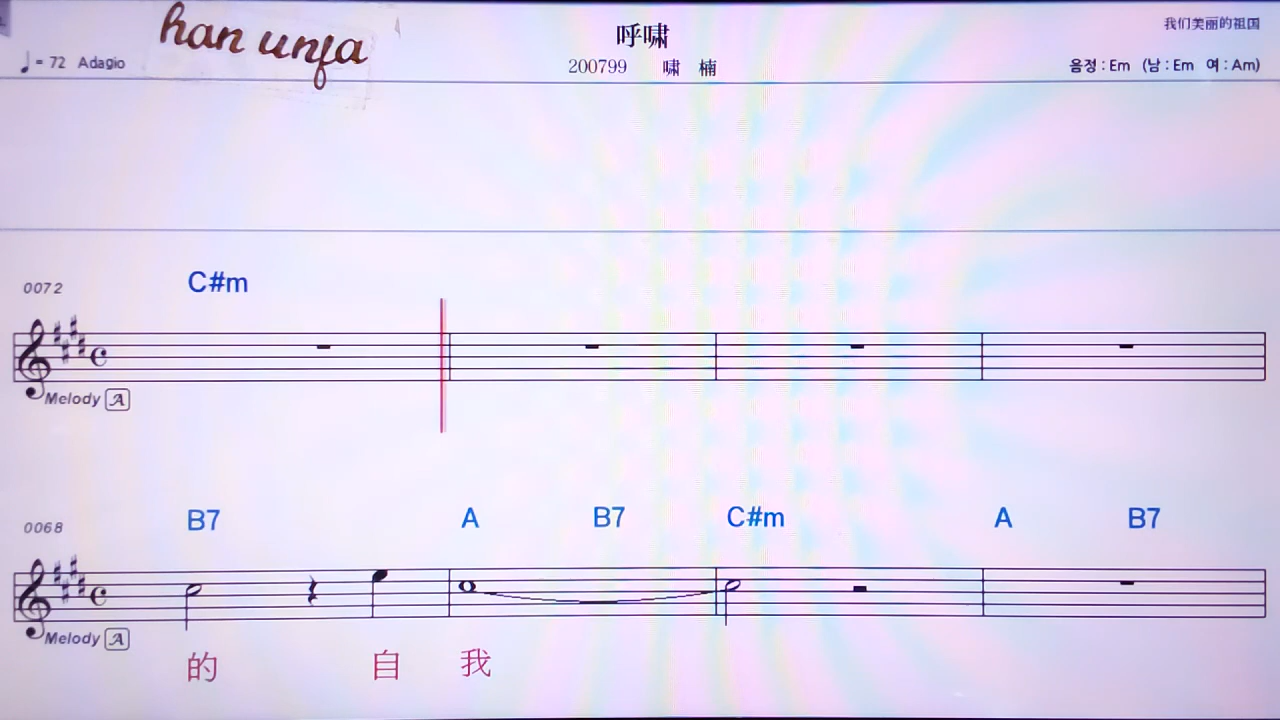 han unja
呼啸
我们美丽的祖国
♩= 72 Adagio
200799 啸 楠
음정 : Em (남 : Em 여 : Am)
C#m
0072
Melody A
B7 A B7 C#m A B7
0068
Melody A
的 自 我